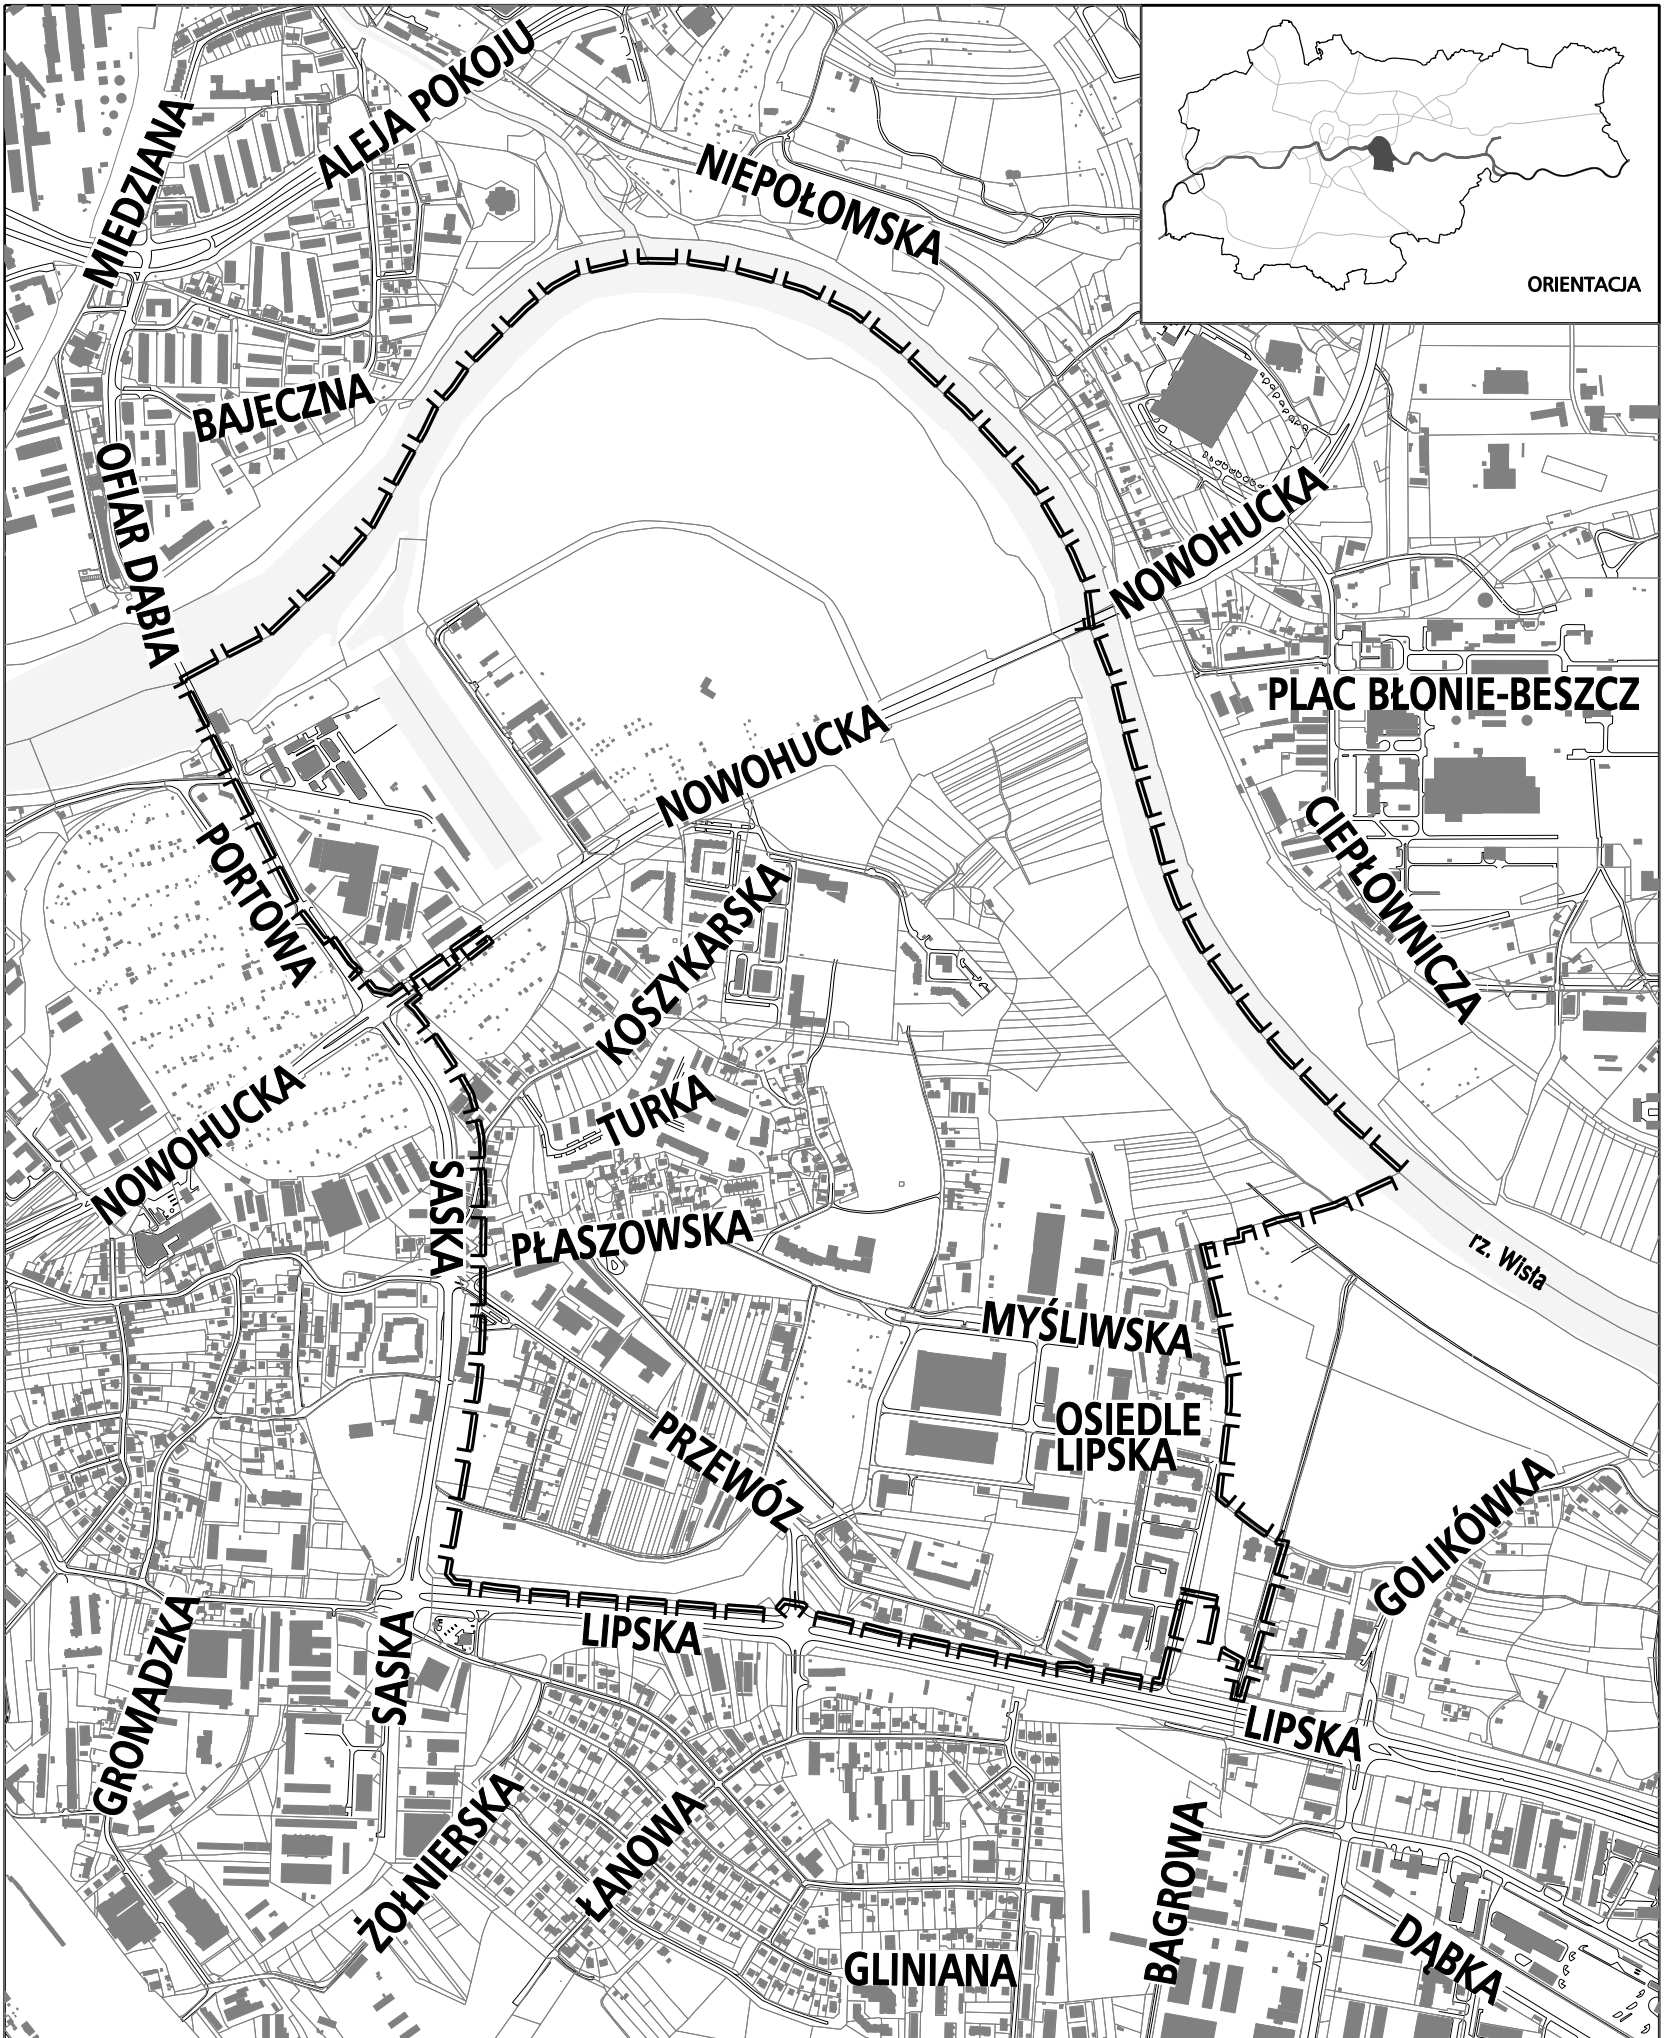 ALEJA POKOJU
MIEDZIANA
NIEPOŁOMSKA
ORIENTACJA
BAJECZNA
OFIAR DĄBIA
NOWOHUCKA
PLAC BŁONIE-BESZCZ
NOWOHUCKA
CIEPŁOWNICZA
PORTOWA
KOSZYKARSKA
TURKA
NOWOHUCKA
SASKA
PŁASZOWSKA
rz. Wisła
MYŚLIWSKA
OSIEDLE
LIPSKA
PRZEWÓZ
GOLIKÓWKA
GROMADZKA
SASKA
LIPSKA
LIPSKA
ŻOŁNIERSKA
ŁANOWA
BAGROWA
GLINIANA
DĄBKA